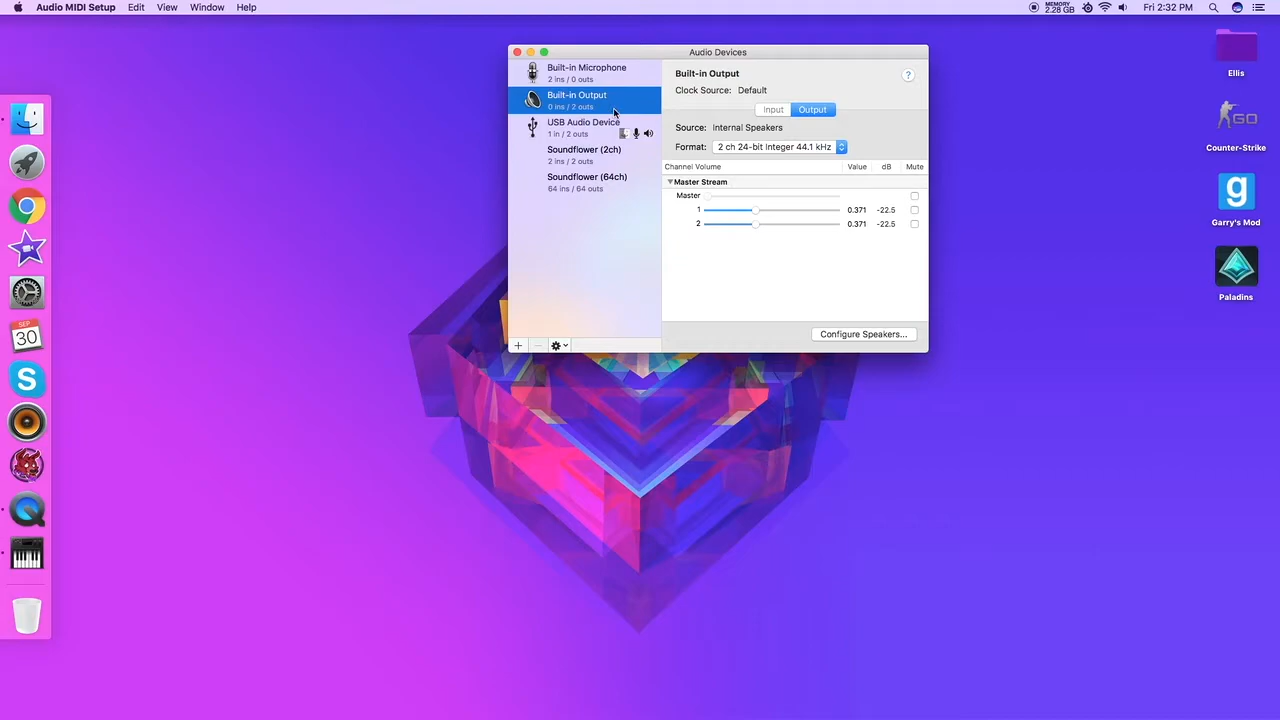 Audio MIDI Setup Edit View Window Help
MEMORY
2.28 GB
Fri 2:32 PM
Audio Devices
Built-in Microphone
2 ins / 0 outs
Built-in Output
0 ins / 2 outs
USB Audio Device
1 in / 2 outs
Soundflower (2ch)
2 ins / 2 outs
Soundflower (64ch)
64 ins / 64 outs
Built-in Output
?
Clock Source: Default
Input Output
Source: Internal Speakers
Format: 2 ch 24-bit Integer 44.1 kHz
Channel Volume Value dB Mute
Master Stream
Master
1 0.371 -22.5
2 0.371 -22.5
Configure Speakers...
Ellis
GO
Counter-Strike
g
Garry's Mod
Paladins
SEP
30
S